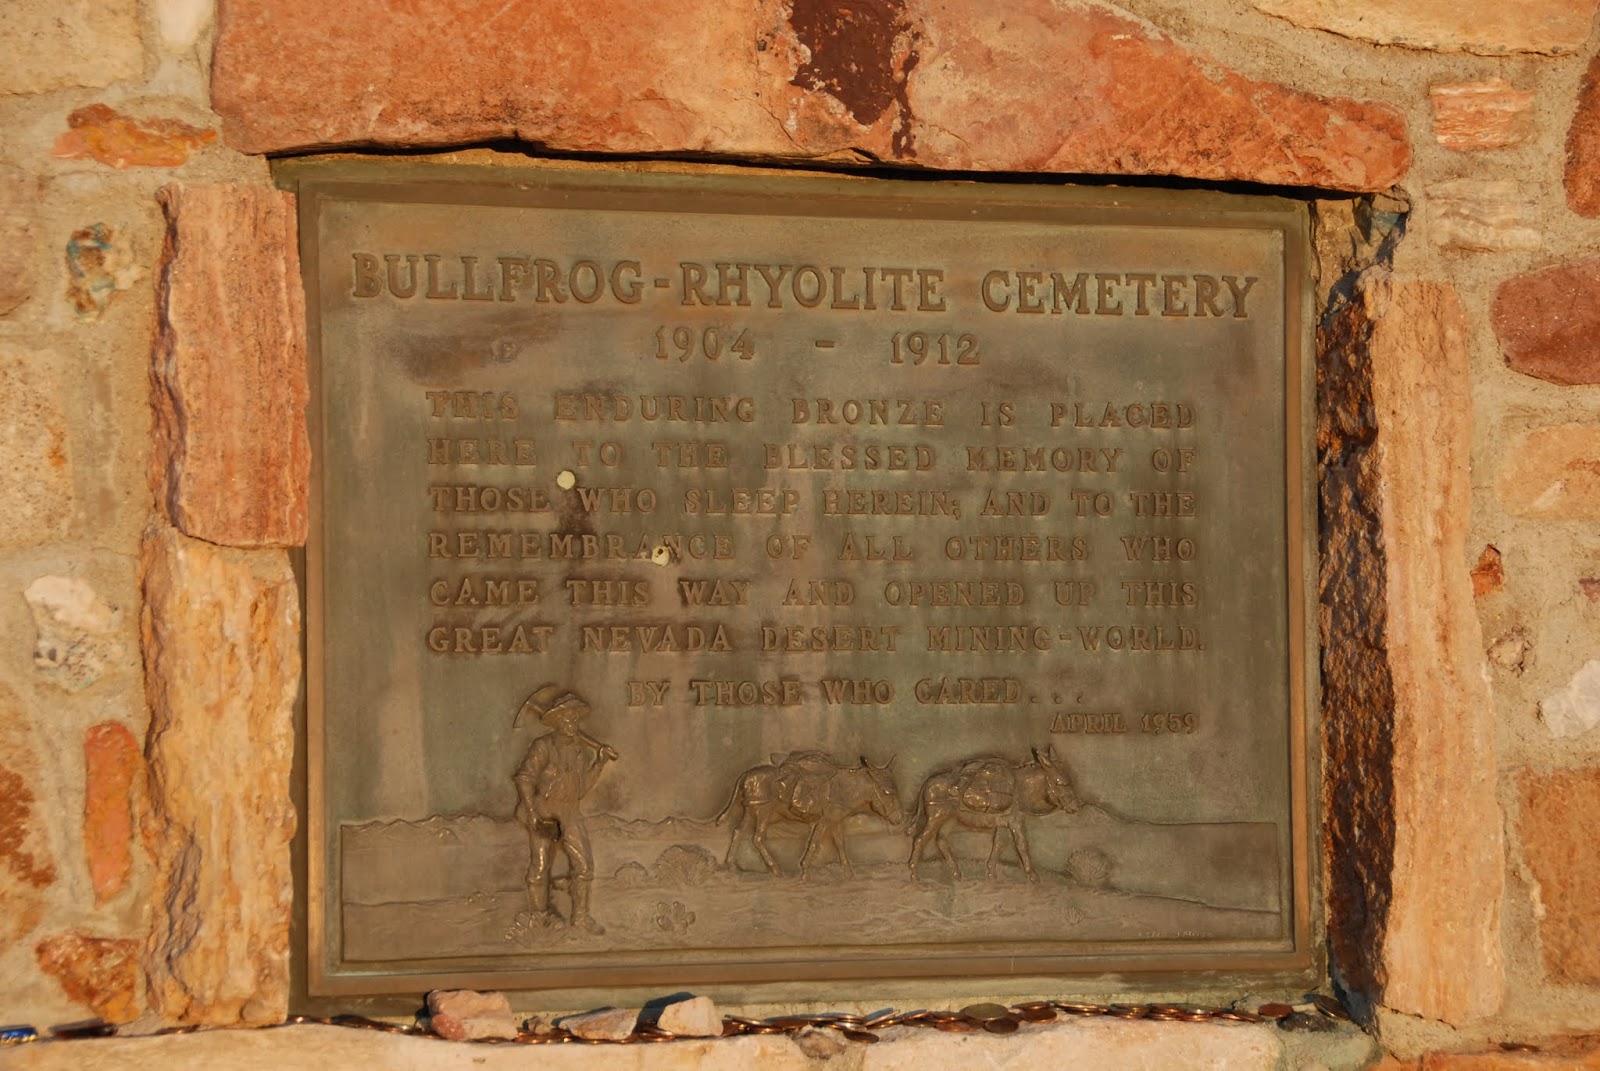 BULLFROG-RHYOLITE CEMETERY
1904 - 1912
THIS ENDURING BRONZE IS PLACED
HERE TO THE BLESSED MEMORY OF
THOSE WHO SLEEP HEREIN; AND TO THE
REMEMBRANCE OF ALL OTHERS WHO
CAME THIS WAY AND OPENED UP THIS
GREAT NEVADA DESERT MINING-WORLD.
BY THOSE WHO CARED...
APRIL 1959